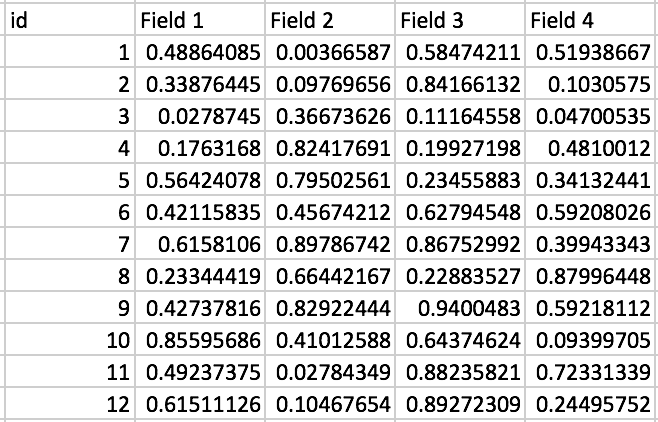 id Field 1 Field 2 Field 3 Field 4
1 0.48864085 0.00366587 0.58474211 0.51938667
2 0.33876445 0.09769656 0.84166132 0.1030575
3 0.0278745 0.36673626 0.11164558 0.04700535
4 0.1763168 0.82417691 0.19927198 0.4810012
5 0.56424078 0.79502561 0.23455883 0.34132441
6 0.42115835 0.45674212 0.62794548 0.59208026
7 0.6158106 0.89786742 0.86752992 0.39943343
8 0.23344419 0.66442167 0.22883527 0.87996448
9 0.42737816 0.82922444 0.9400483 0.59218112
10 0.85595686 0.41012588 0.64374624 0.09399705
11 0.49237375 0.02784349 0.88235821 0.72331339
12 0.61511126 0.10467654 0.89272309 0.24495752